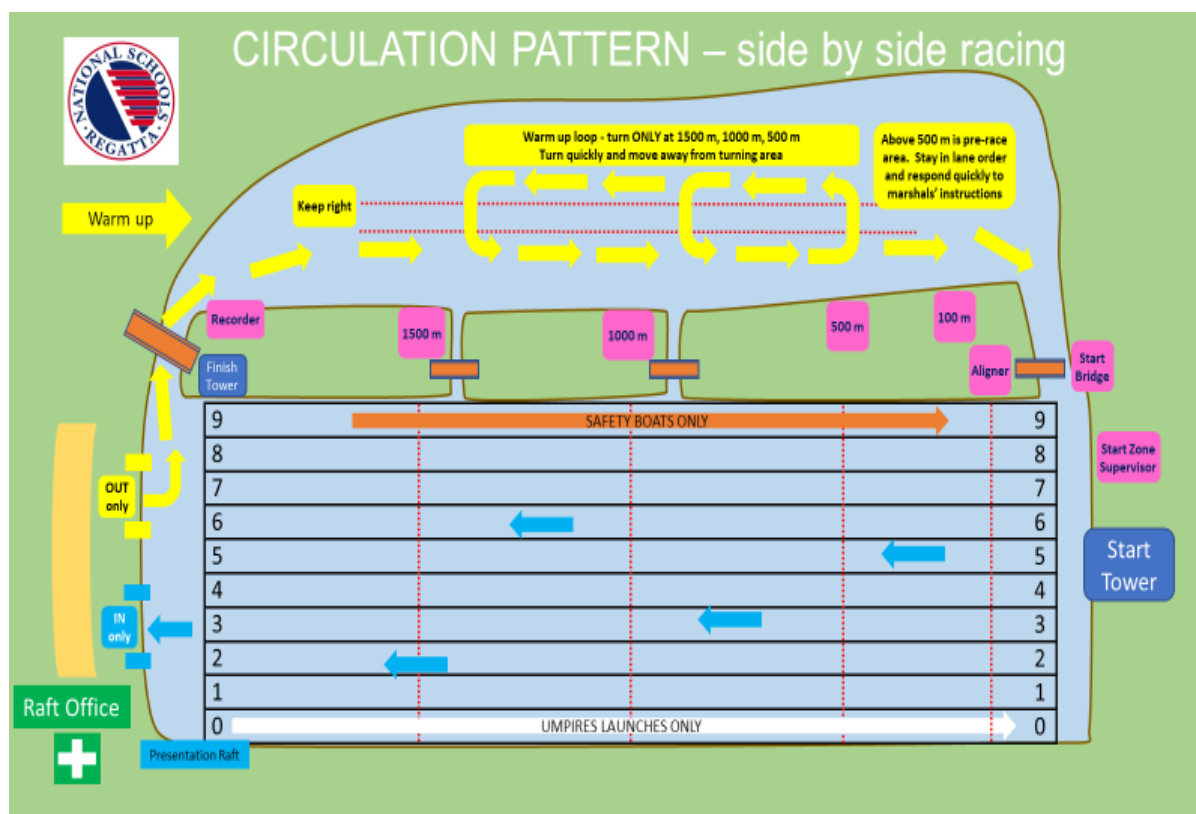 CIRCULATION PATTERN – side by side racing
NATIONAL SCHOOLS
· REGATTA ·
Warm up loop - turn ONLY at 1500 m, 1000 m, 500 m
Turn quickly and move away from turning area
Above 500 m is pre-race
area. Stay in lane order
and respond quickly to
marshals' instructions
Warm up
Keep right
Recorder
1500 m
1000 m
500 m
100 m
Finish
Tower
Aligner
Start
Bridge
9
SAFETY BOATS ONLY
9
8
8
Start Zone
Supervisor
7
7
OUT
only
6
6
5
5
Start
Tower
4
4
IN
only
3
3
2
2
1
1
Raft Office
0
UMPIRES LAUNCHES ONLY
0
Presentation Raft